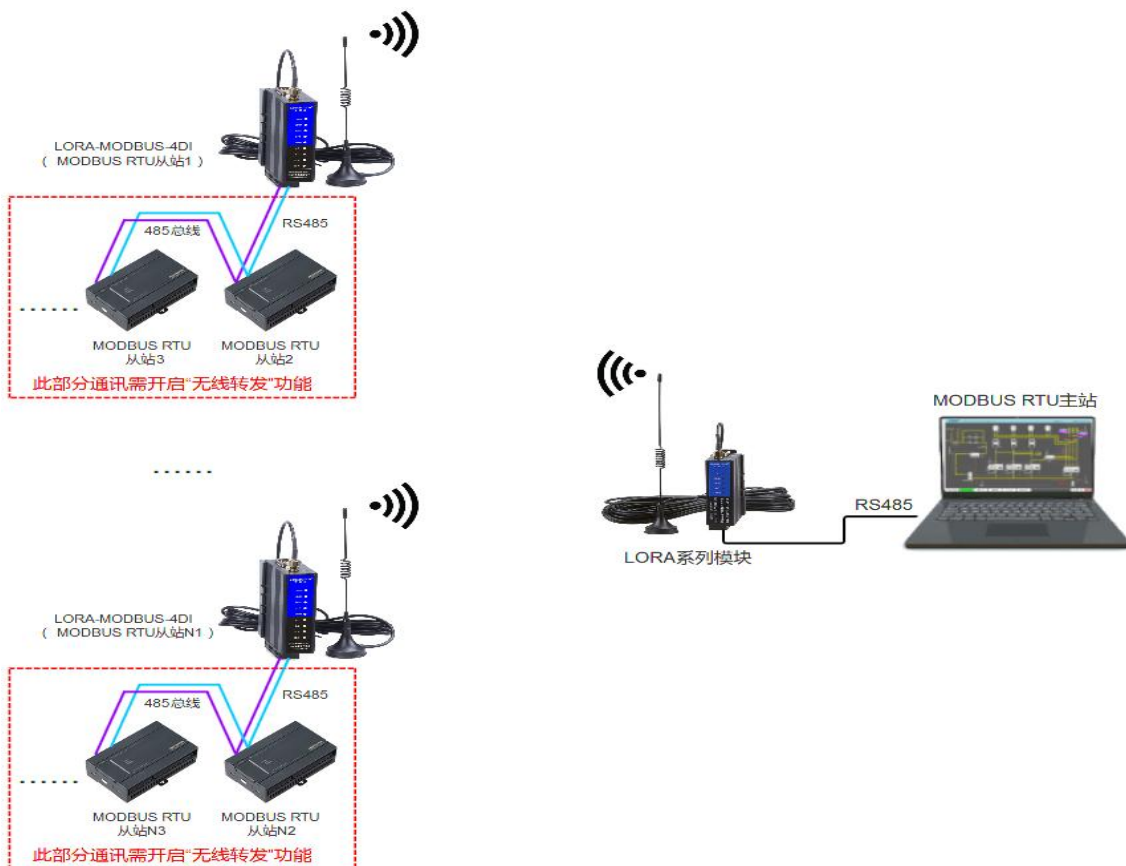 LORA-MODBUS-4DI
（ MODBUS RTU从站1 ）
485总线
RS485
MODBUS RTU
从站3
MODBUS RTU
从站2
此部分通讯需开启“无线转发”功能
MODBUS RTU主站
RS485
LORA系列模块
LORA-MODBUS-4DI
（ MODBUS RTU从站N1 ）
485总线
RS485
MODBUS RTU
从站N3
MODBUS RTU
从站N2
此部分通讯需开启“无线转发”功能